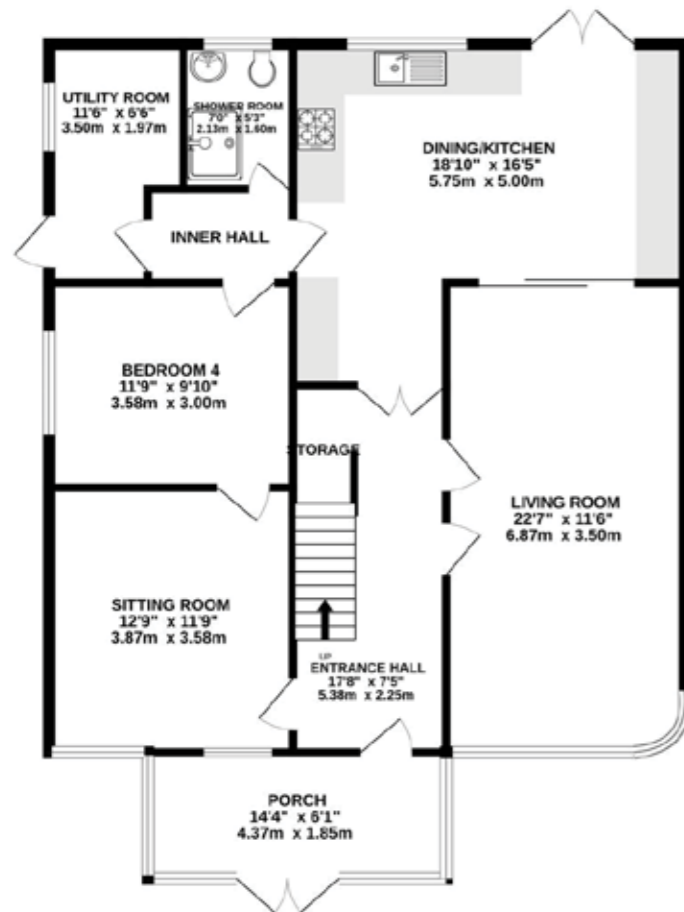 UTILITY ROOM
11'6" x 6'6"
3.50m x 1.97m
SHOWER ROOM
7'0" x 5'3"
2.13m x 1.60m
DINING/KITCHEN
18'10" x 16'5"
5.75m x 5.00m
INNER HALL
BEDROOM 4
11'9" x 9'10"
3.58m x 3.00m
STORAGE
LIVING ROOM
22'7" x 11'6"
6.87m x 3.50m
SITTING ROOM
12'9" x 11'9"
3.87m x 3.58m
UP
ENTRANCE HALL
17'8" x 7'5"
5.38m x 2.25m
PORCH
14'4" x 6'1"
4.37m x 1.85m